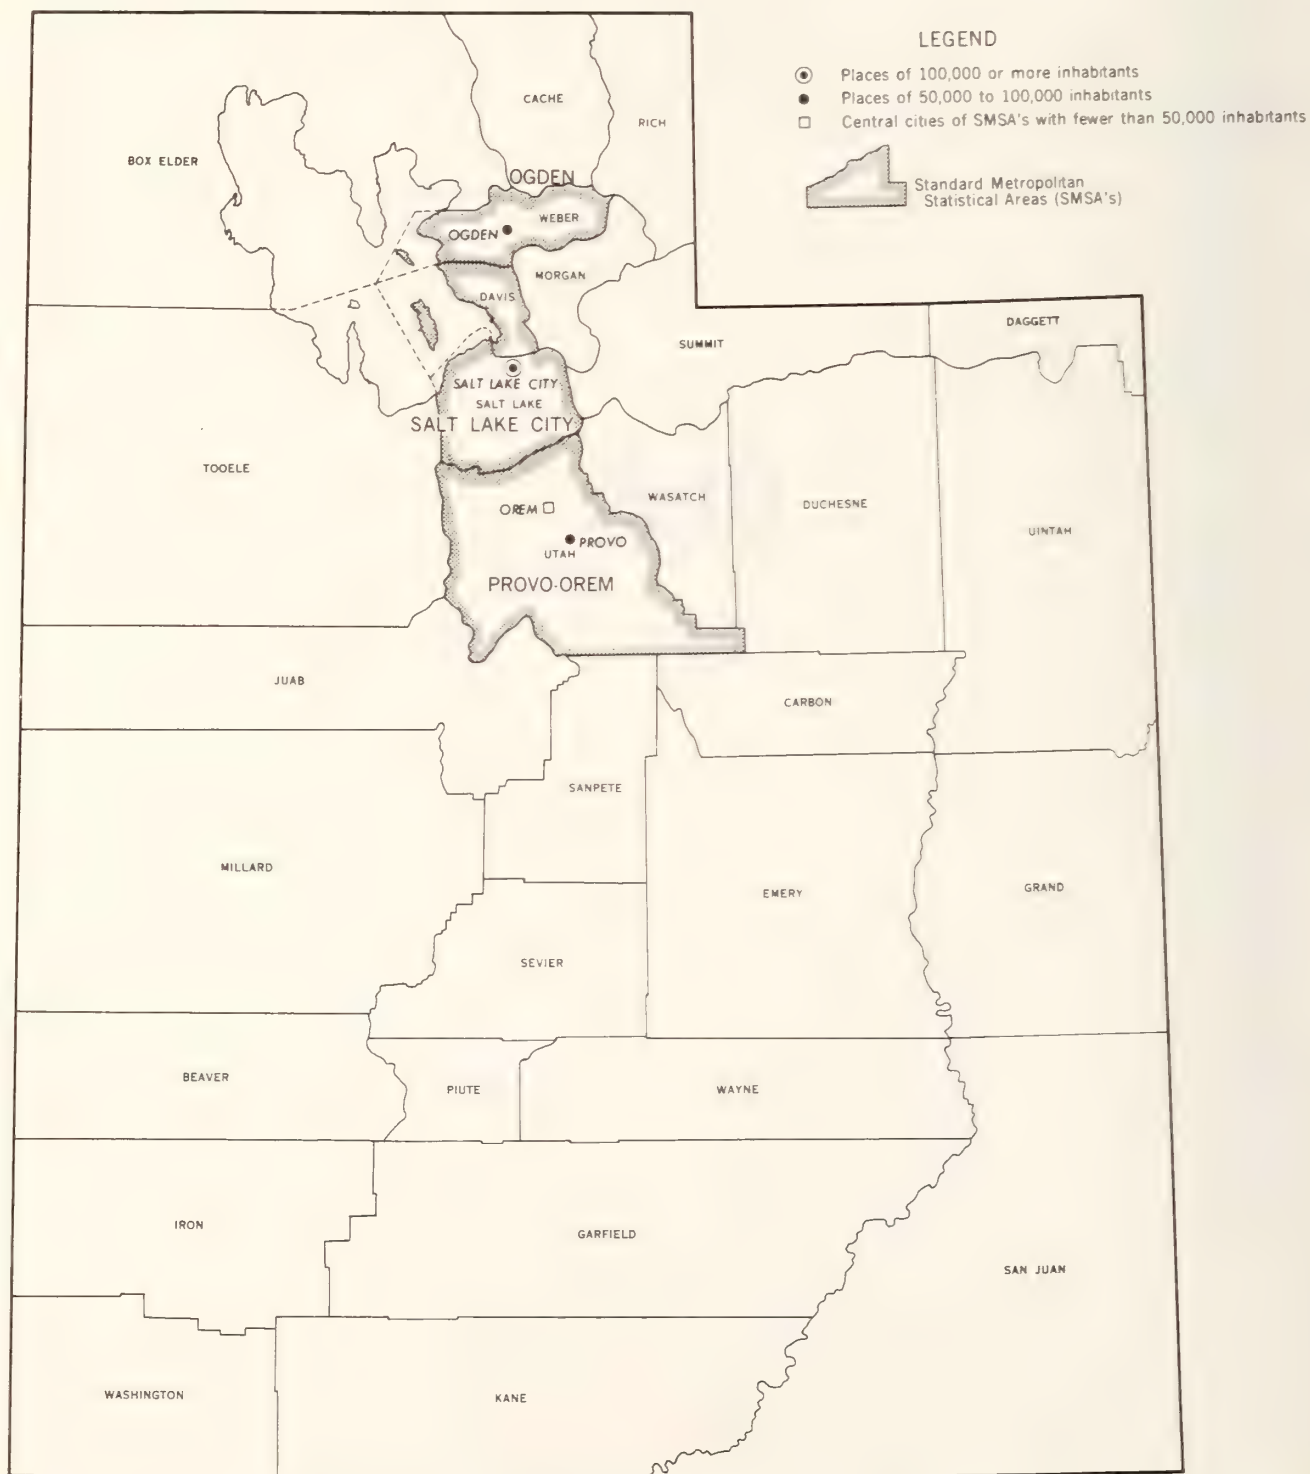 LEGEND
Places of 100,000 or more inhabitants
Places of 50,000 to 100,000 inhabitants
Central cities of SMSA's with fewer than 50,000 inhabitants
Standard Metropolitan
Statistical Areas (SMSA's)
CACHE
RICH
BOX ELDER
OGDEN
WEBER
OGDEN
MORGAN
DAVIS
DAGGETT
SUMMIT
SALT LAKE CITY
SALT LAKE
SALT LAKE CITY
TOOELE
WASATCH
DUCHESNE
OREM
UINTAH
PROVO
UTAH
PROVO-OREM
JUAB
CARBON
SANPETE
MILLARD
EMERY
GRAND
SEVIER
BEAVER
PIUTE
WAYNE
IRON
GARFIELD
SAN JUAN
WASHINGTON
KANE